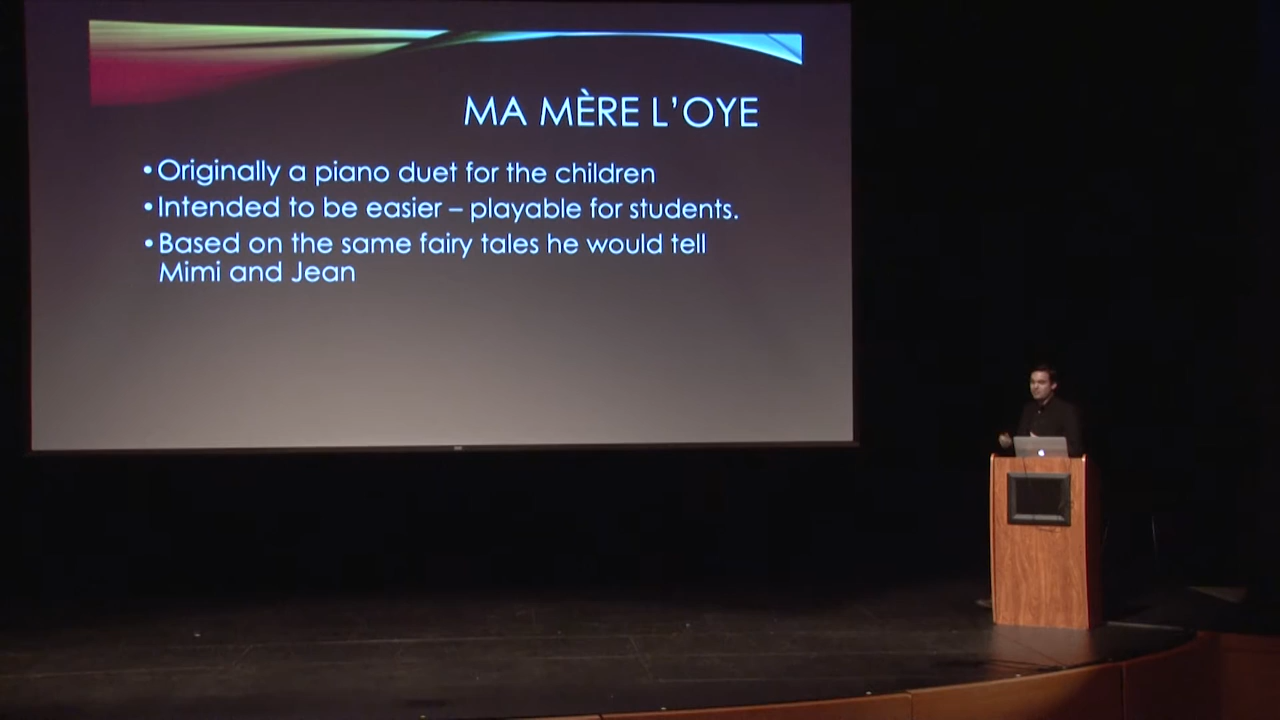 MA MÈRE L’OYE
•Originally a piano duet for the children
•Intended to be easier – playable for students.
•Based on the same fairy tales he would tell
Mimi and Jean